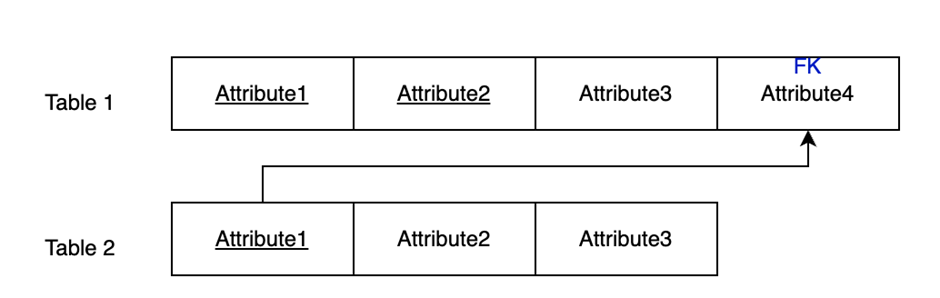 FK
Table 1
Attribute1
Attribute2
Attribute3
Attribute4
Table 2
Attribute1
Attribute2
Attribute3